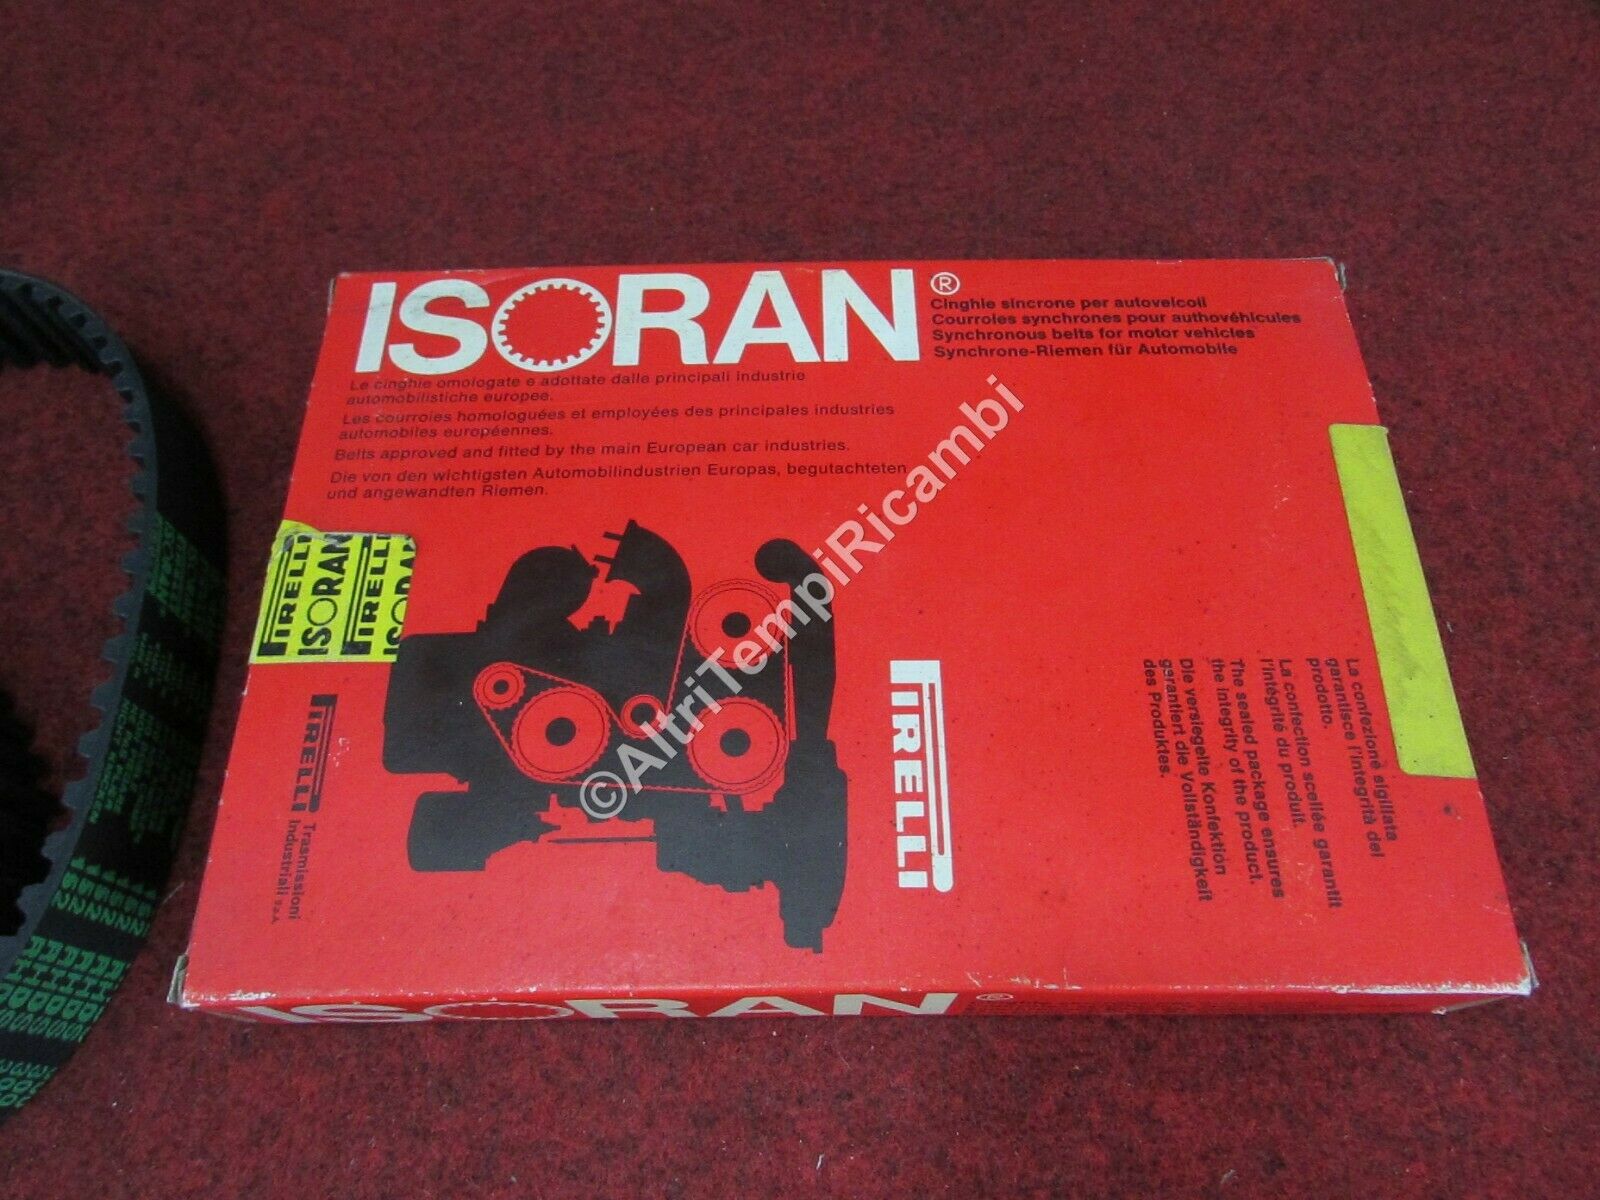 ISORAN®
Cinghie sincrone per autoveicoli
Courroies synchrones pour authovéhicules
Synchronous belts for motor vehicles
Synchrone-Riemen für Automobile
Le cinghie omologate e adottate dalle principali industrie
automobilistiche europee.
Les courroies homologuées et employées des principales industries
automobiles européennes.
Belts approved and fitted by the main European car industries.
Die von den wichtigsten Automobilindustrien Europas, begutachteten
und angewandten Riemen.
PIRELLI
ISORAN
PIRELLI
PIRELLI
Trasmissioni
Industriali S.p.A.
PIRELLI
La confezione sigillata
garantisce l'integrità del
prodotto.
La confection scellée garantit
l'intégrité du produit.
The sealed package ensures
the integrity of the product.
Die versiegelte Konfektion
garantiert die Vollständigkeit
des Produktes.
©AltriTempiRicambi
ISORAN®